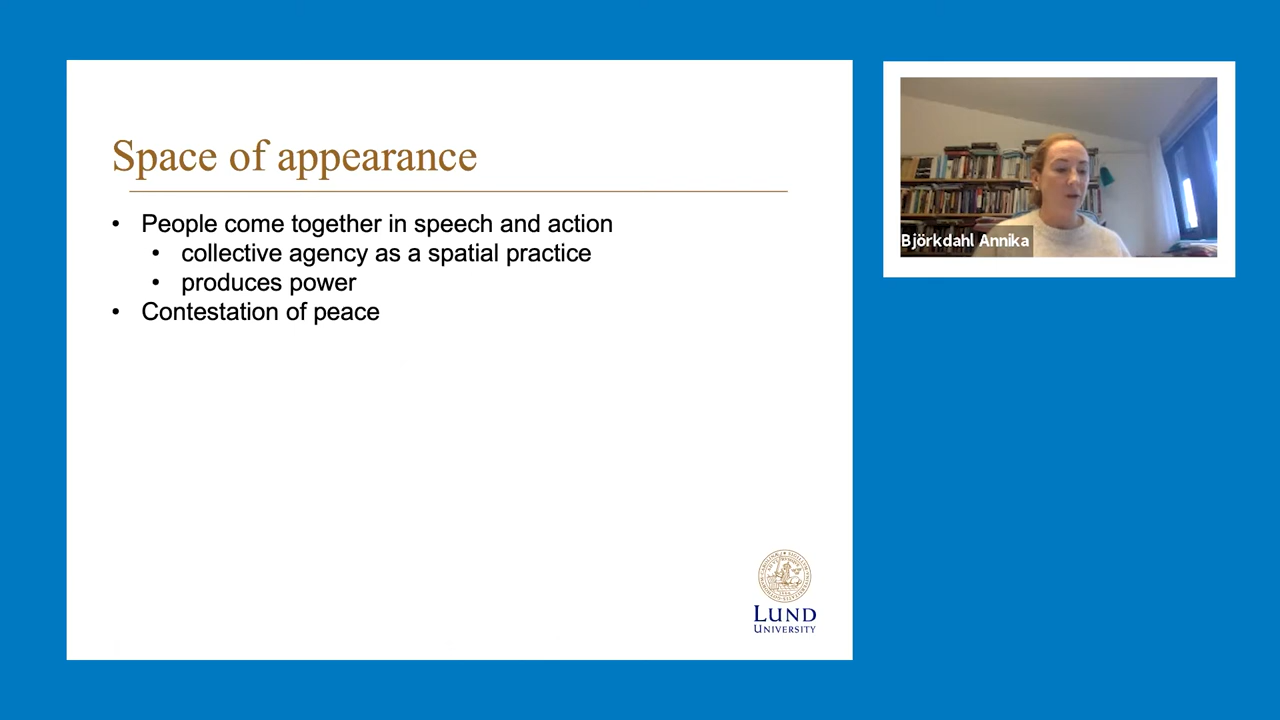 Space of appearance
• People come together in speech and action
• collective agency as a spatial practice
• produces power
• Contestation of peace
LUND
UNIVERSITY
Björkdahl Annika